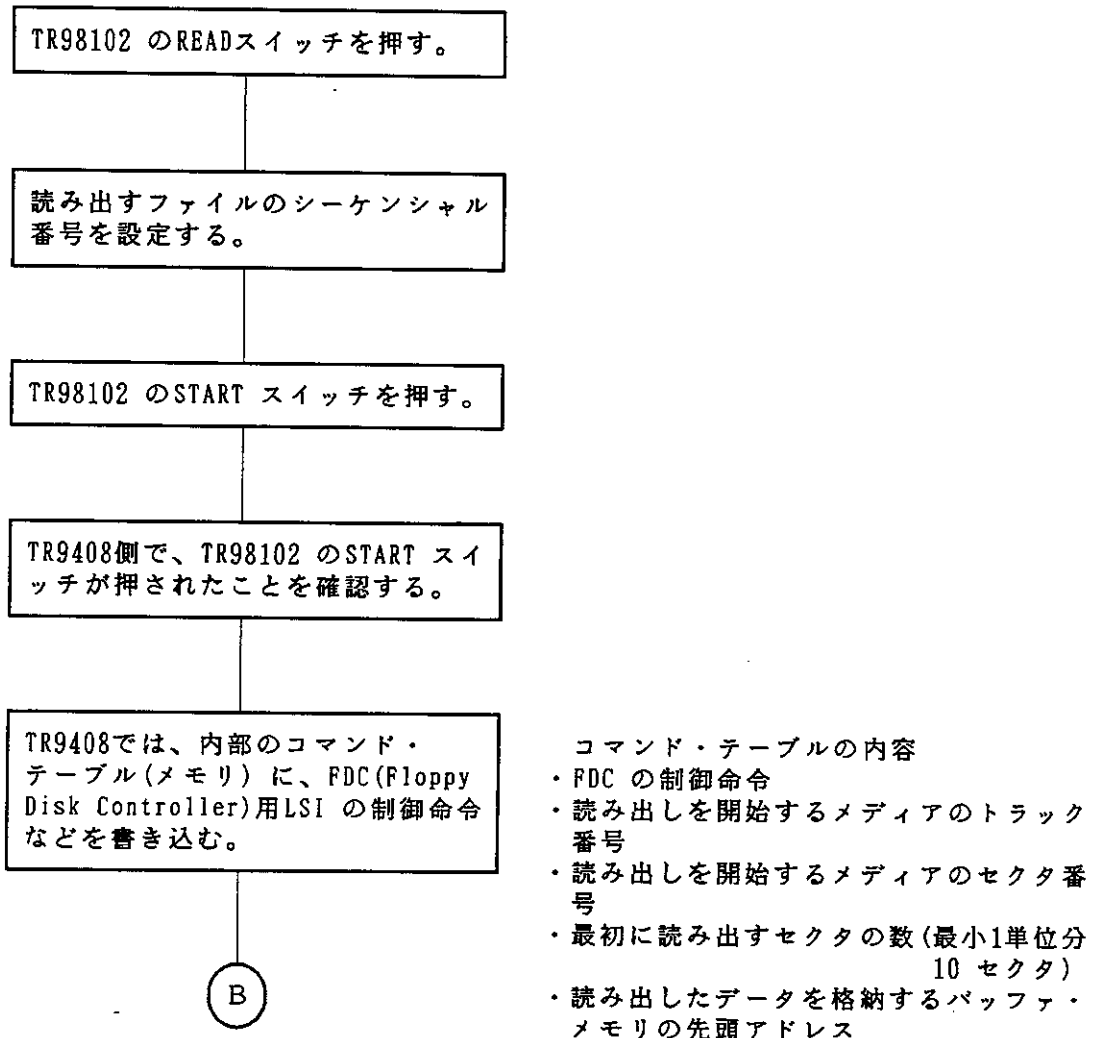 TR98102 のREADスイッチを押す。
読み出すファイルのシーケンシャル
番号を設定する。
TR98102 のSTART スイッチを押す。
TR9408側で、TR98102 のSTART スイ
ッチが押されたことを確認する。
TR9408では、内部のコマンド・
テーブル(メモリ) に、FDC(Floppy
Disk Controller)用LSI の制御命令
などを書き込む。
B
コマンド・テーブルの内容
・FDC の制御命令
・読み出しを開始するメディアのトラック
番号
・読み出しを開始するメディアのセクタ番
号
・最初に読み出すセクタの数(最小1単位分
10 セクタ)
・読み出したデータを格納するバッファ・
メモリの先頭アドレス